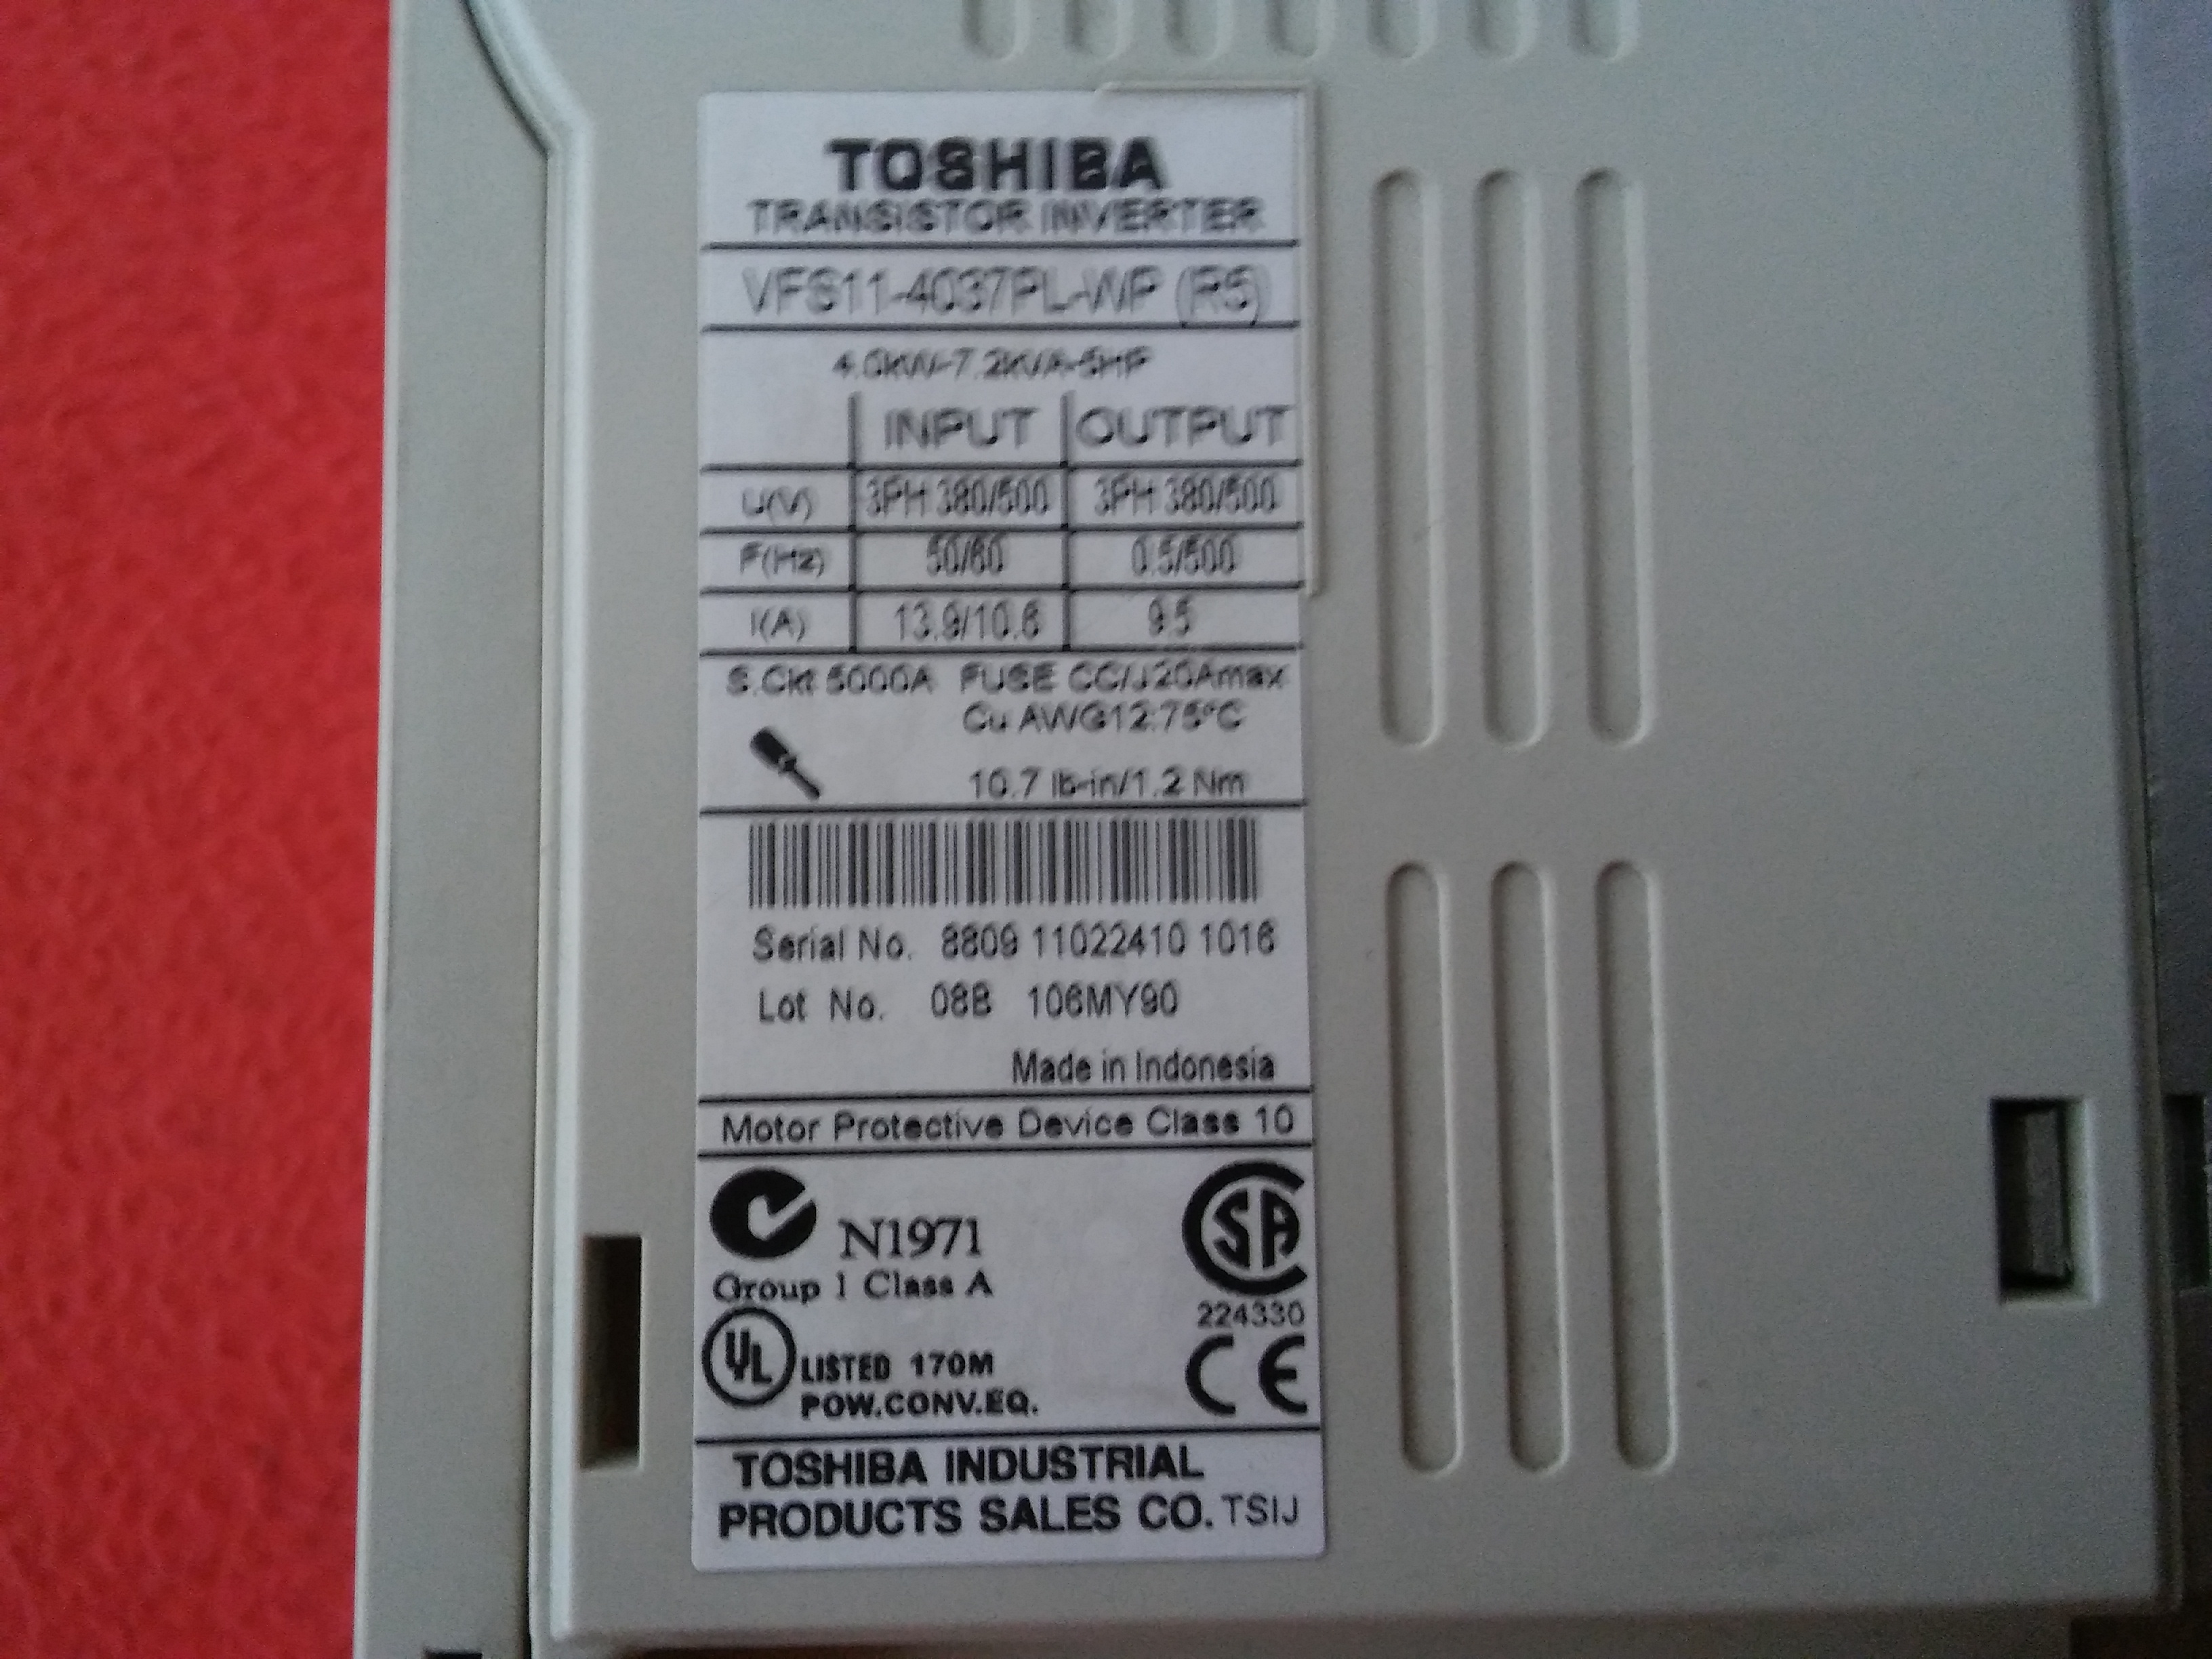 TOSHIBA
TRANSISTOR INVERTER
VFS11-4037PL-WP (R5)
4.0kW-7.2kVA-5HP
INPUT OUTPUT
U(V) 3PH 380/500 3PH 380/500
F(Hz) 50/60 0.5/500
I(A) 13.9/10.6 9.5
S.Ckt 5000A FUSE CC/J20Amax
Cu AWG12:75°C
10.7 lb-in/1.2 Nm
Serial No. 8809 11022410 1016
Lot No. 08B 106MY90
Made in Indonesia
Motor Protective Device Class 10
N1971
Group 1 Class A
SA
224330
UL LISTED 170M
POW.CONV.EQ.
CE
TOSHIBA INDUSTRIAL
PRODUCTS SALES CO. TSIJ